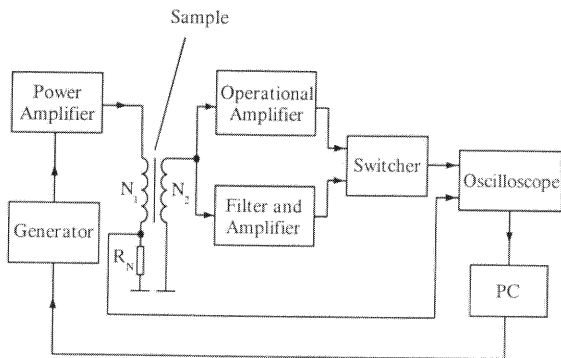 Sample
Power
Amplifier
Operational
Amplifier
Switcher
Oscilloscope
N1
N2
Filter and
Amplifier
Generator
RN
PC